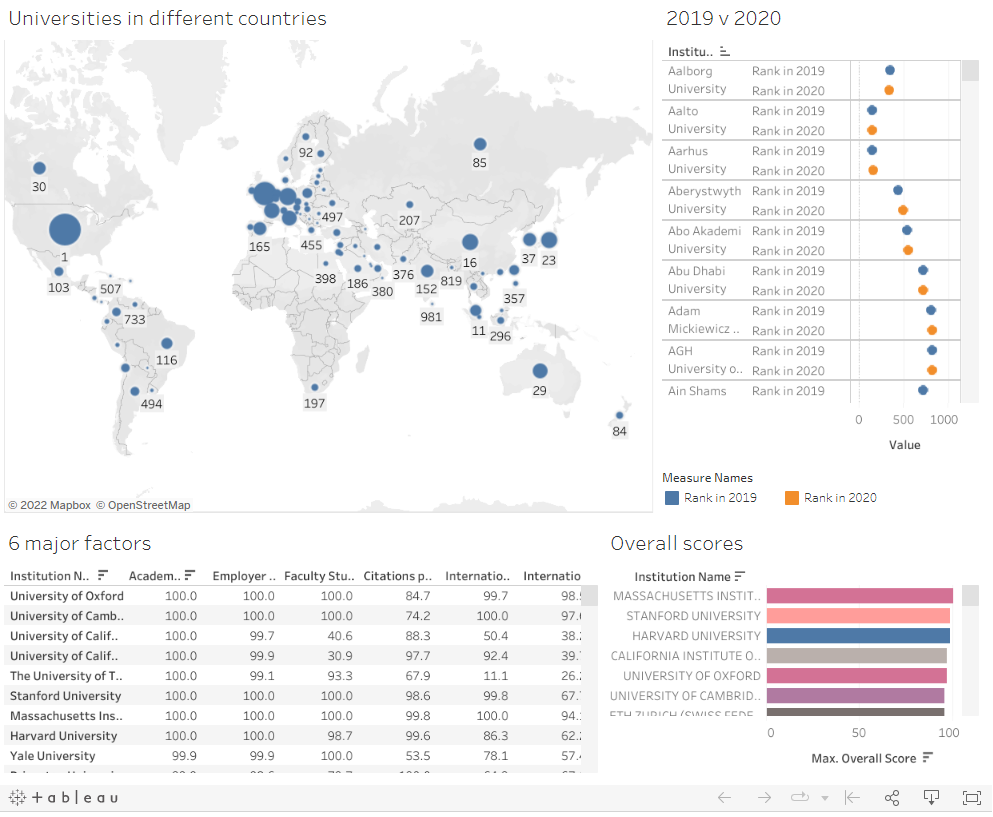 Universities in different countries
92
85
30
497
207
165
455
1
16
37 23
103
507
398
186
380
376
152
819
357
733
981
11
296
116
29
494
197
84
© 2022 Mapbox © OpenStreetMap
2019 v 2020
Institu..
Aalborg University
Rank in 2019
Rank in 2020
Aalto University
Rank in 2019
Rank in 2020
Aarhus University
Rank in 2019
Rank in 2020
Aberystwyth University
Rank in 2019
Rank in 2020
Abo Akademi University
Rank in 2019
Rank in 2020
Abu Dhabi University
Rank in 2019
Rank in 2020
Adam Mickiewicz ..
Rank in 2019
Rank in 2020
AGH University o..
Rank in 2019
Rank in 2020
Ain Shams
Rank in 2019
0 500 1000
Value
Measure Names
Rank in 2019 Rank in 2020
6 major factors
Institution N.. Academ.. Employer .. Faculty Stu.. Citations p.. Internatio.. Internatio
University of Oxford 100.0 100.0 100.0 84.7 99.7 98.
University of Camb.. 100.0 100.0 100.0 74.2 100.0 97.
University of Calif.. 100.0 99.7 40.6 88.3 50.4 38.
University of Calif.. 100.0 99.9 30.9 97.7 92.4 39.
The University of T.. 100.0 99.1 93.3 67.9 11.1 26.
Stanford University 100.0 100.0 100.0 98.6 99.8 67.
Massachusetts Ins.. 100.0 100.0 100.0 99.8 100.0 94.
Harvard University 100.0 100.0 98.7 99.6 86.3 62.
Yale University 99.9 99.9 100.0 53.5 78.1 57.
Overall scores
Institution Name
MASSACHUSETTS INSTIT..
STANFORD UNIVERSITY
HARVARD UNIVERSITY
CALIFORNIA INSTITUTE O..
UNIVERSITY OF OXFORD
UNIVERSITY OF CAMBRID..
ETH ZURICH (SWISS FEDE..
0 50 100
Max. Overall Score
+ a b l e a u